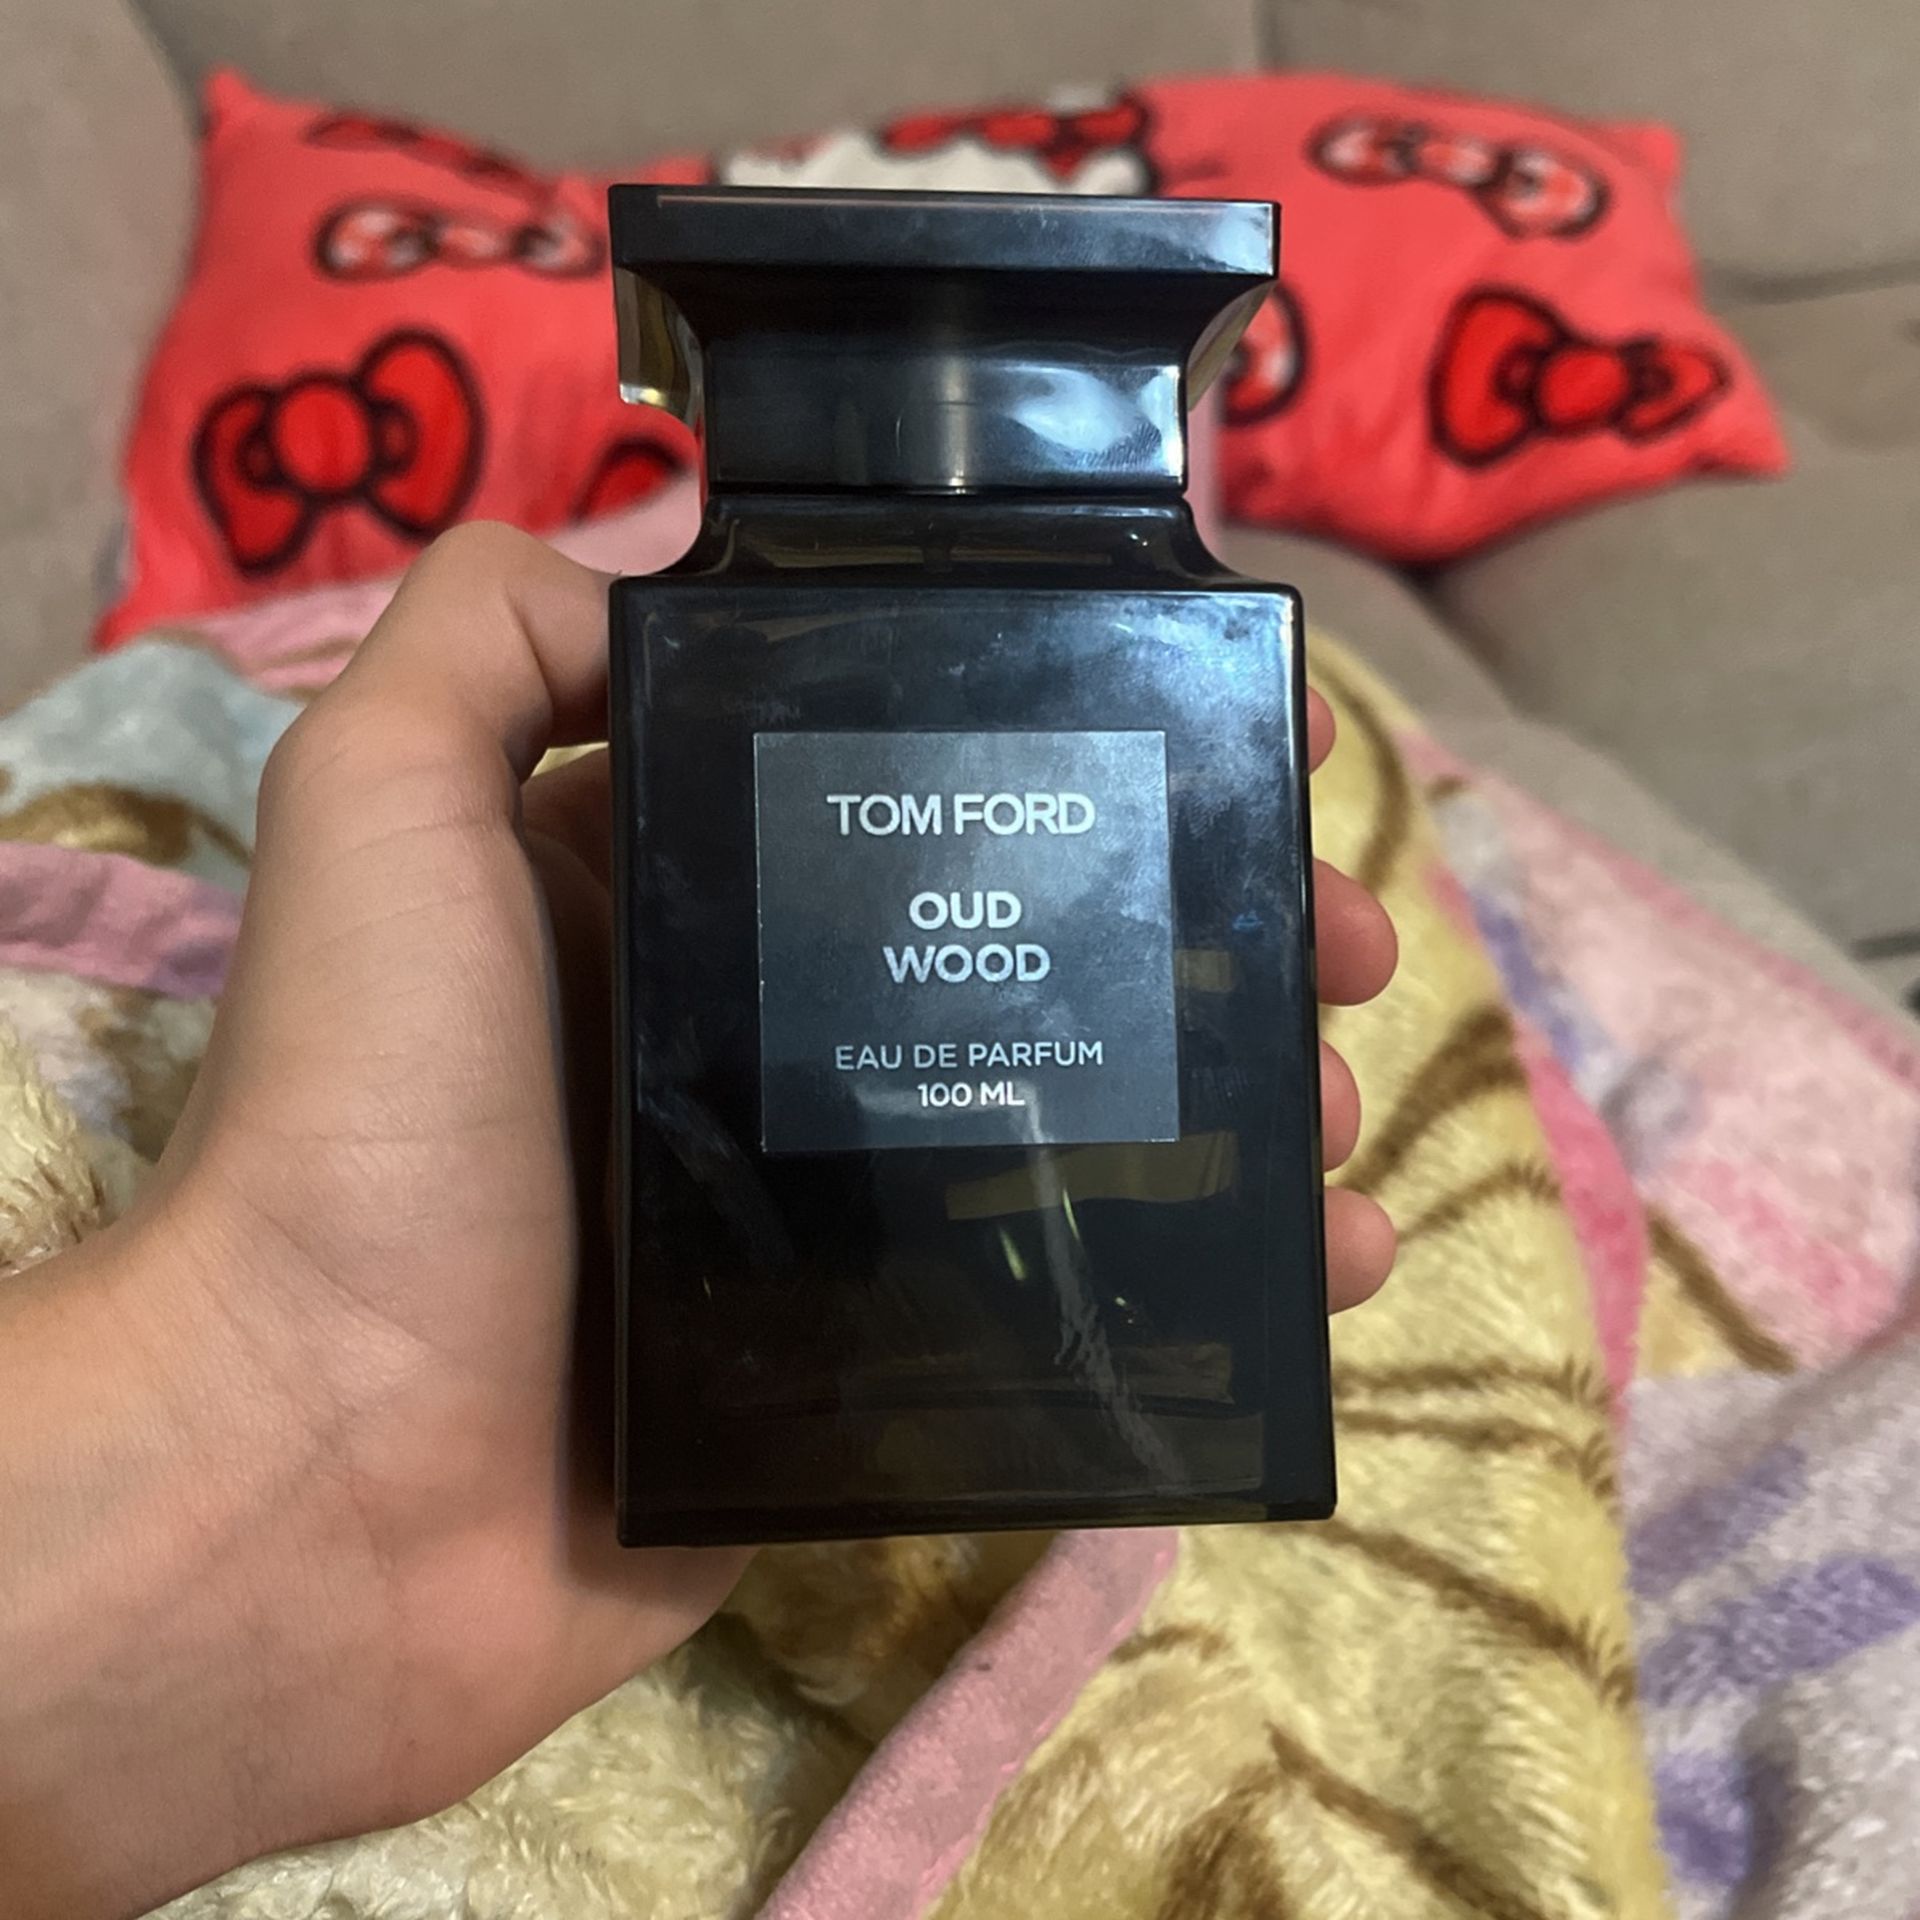 TOM FORD
OUD
WOOD
EAU DE PARFUM
100 ML